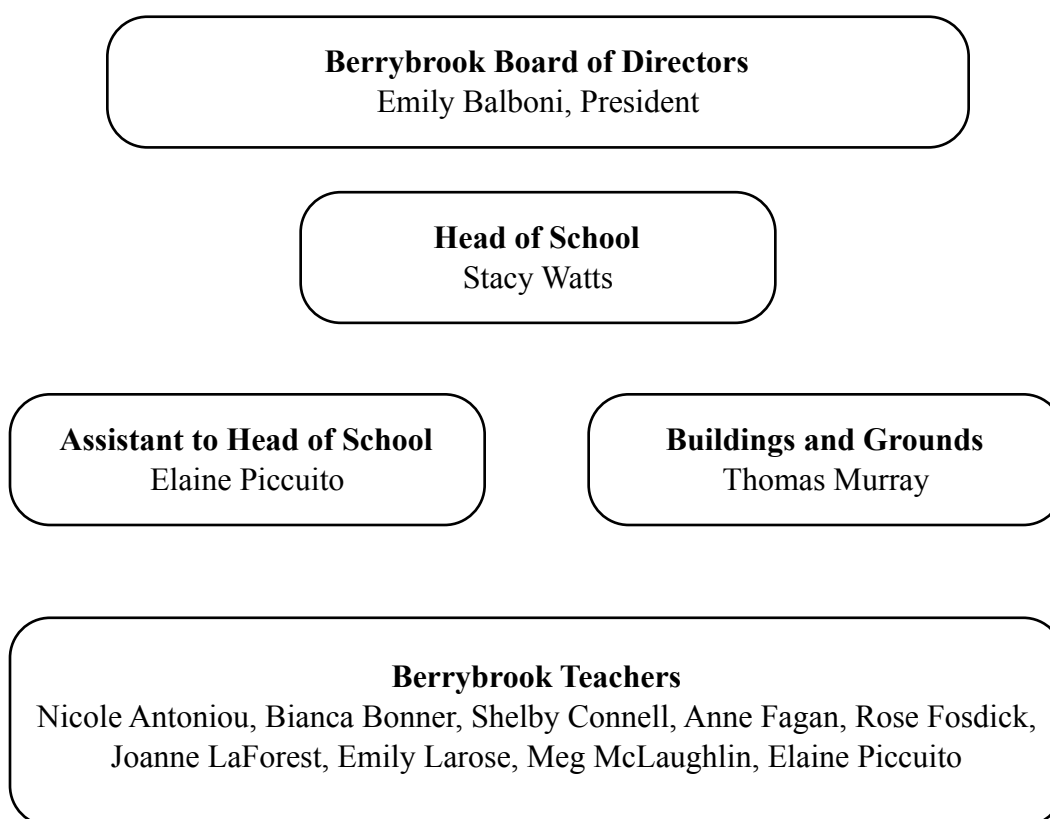 Berrybrook Board of Directors
Emily Balboni, President
Head of School
Stacy Watts
Assistant to Head of School
Elaine Piccuito
Buildings and Grounds
Thomas Murray
Berrybrook Teachers
Nicole Antoniou, Bianca Bonner, Shelby Connell, Anne Fagan, Rose Fosdick,
Joanne LaForest, Emily Larose, Meg McLaughlin, Elaine Piccuito